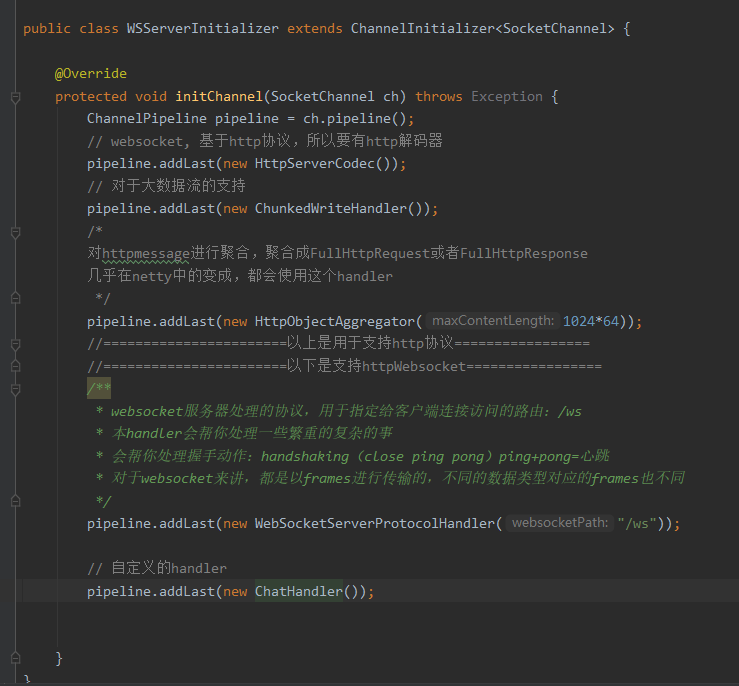 public class WSServerInitializer extends ChannelInitializer<SocketChannel> {
@Override
protected void initChannel(SocketChannel ch) throws Exception {
ChannelPipeline pipeline = ch.pipeline();
// websocket, 基于http协议，所以要有http解码器
pipeline.addLast(new HttpServerCodec());
// 对于大数据流的支持
pipeline.addLast(new ChunkedWriteHandler());
/*
对httpmessage进行聚合，聚合成FullHttpRequest或者FullHttpResponse
几乎在netty中的变成，都会使用这个handler
*/
pipeline.addLast(new HttpObjectAggregator( maxContentLength: 1024*64));
//=======================以上是用于支持http协议=================
//=======================以下是支持httpWebsocket=================
/**
* websocket服务器处理的协议，用于指定给客户端连接访问的路由：/ws
* 本handler会帮你处理一些繁重的复杂的事
* 会帮你处理握手动作：handshaking（close ping pong）ping+pong=心跳
* 对于websocket来讲，都是以frames进行传输的，不同的数据类型对应的frames也不同
*/
pipeline.addLast(new WebSocketServerProtocolHandler( websocketPath: "/ws"));
// 自定义的handler
pipeline.addLast(new ChatHandler());
}
}